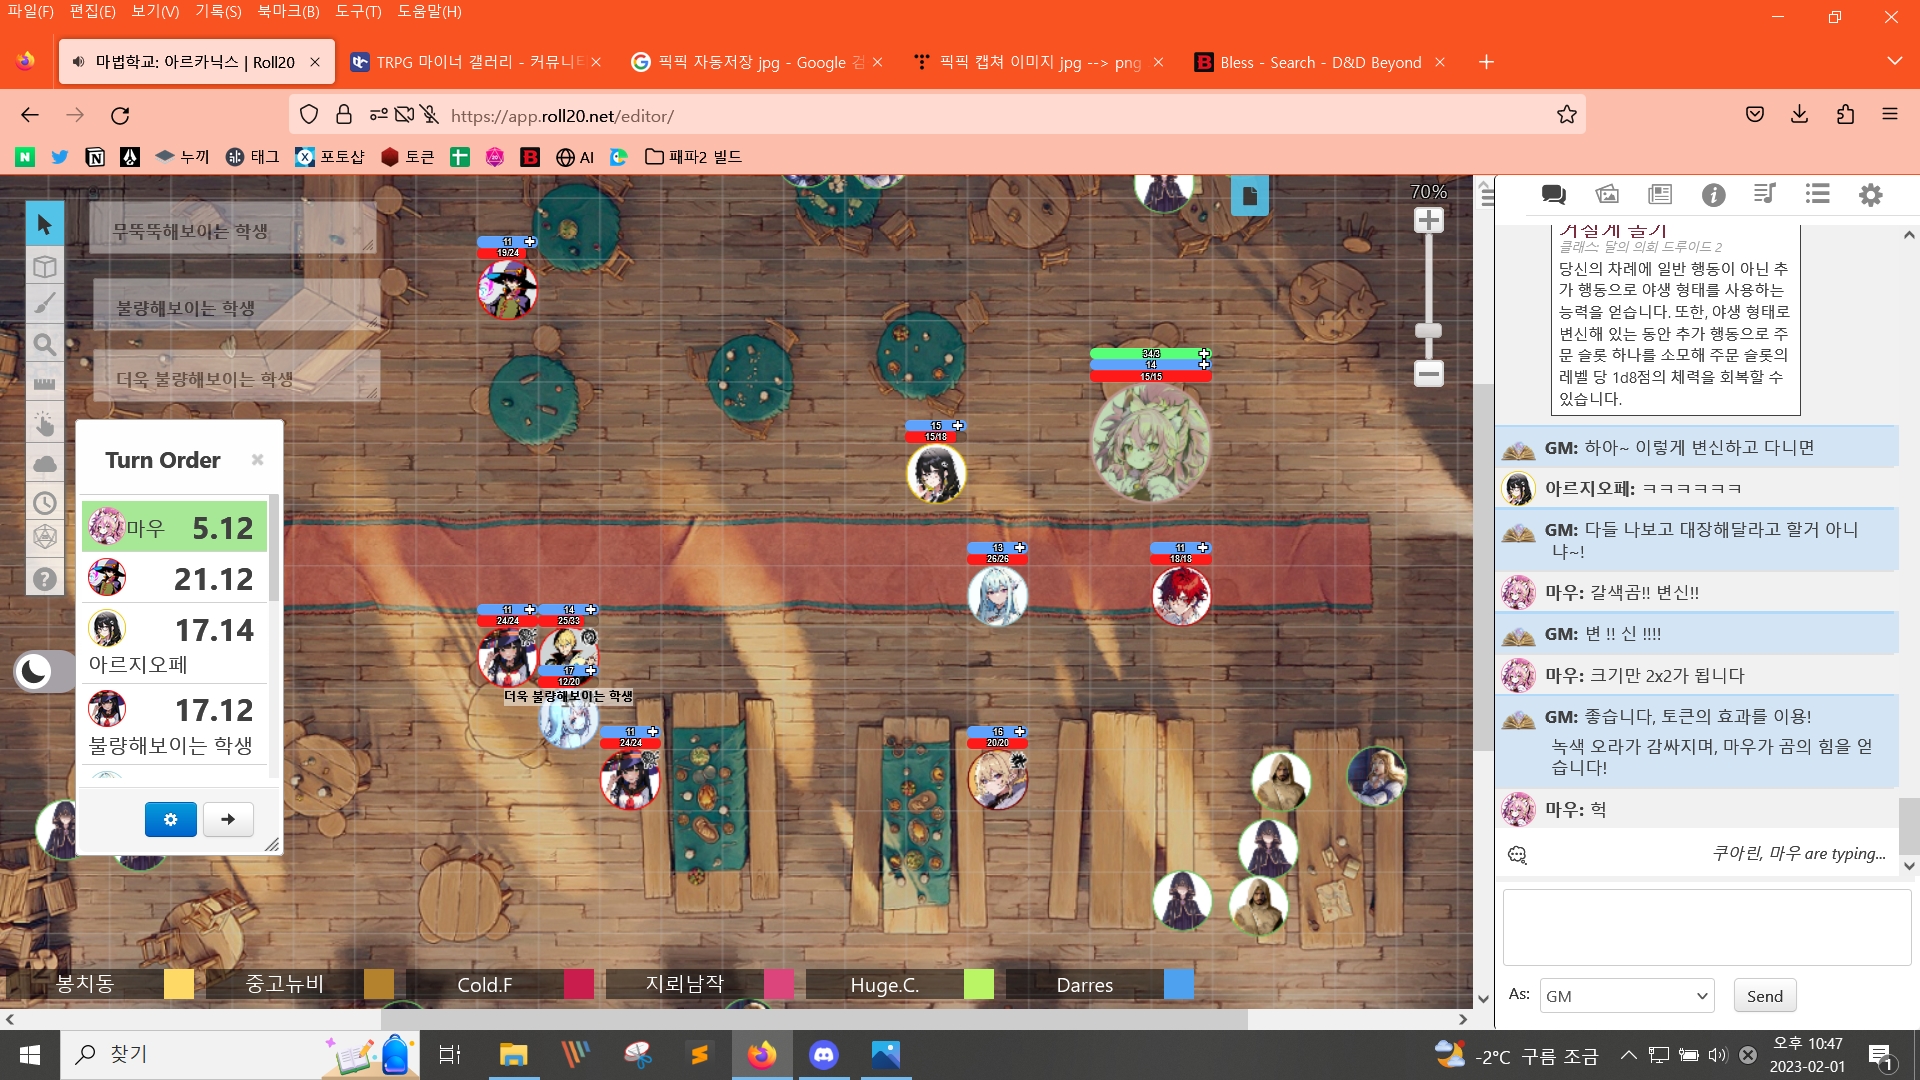 파일(F) 편집(E) 보기(V) 기록(S) 북마크(B) 도구(T) 도움말(H)
마법학교: 아르카닉스 | Roll20
TRPG 마이너 갤러리 - 커뮤니티
픽픽 자동저장 jpg - Google 검
픽픽 캡쳐 이미지 jpg --> png
Bless - Search - D&D Beyond
https://app.roll20.net/editor/
누끼
태그
포토샵
토큰
AI
패파2 빌드
70%
무뚝뚝해보이는 학생
불량해보이는 학생
더욱 불량해보이는 학생
Turn Order
마우 5.12
21.12
17.14
아르지오페
17.12
불량해보이는 학생
11
19/24
14
15/15
15
15/18
13
26/26
11
18/18
11
24/24
14
25/33
17
12/20
더욱 불량해보이는 학생
11
24/24
16
20/20
봉치동
중고뉴비
Cold.F
지뢰남작
Huge.C.
Darres
거칠게 놀기
클래스: 달의 의회 드루이드 2
당신의 차례에 일반 행동이 아닌 추
가 행동으로 야생 형태를 사용하는
능력을 얻습니다. 또한, 야생 형태로
변신해 있는 동안 추가 행동으로 주
문 슬롯 하나를 소모해 주문 슬롯의
레벨 당 1d8점의 체력을 회복할 수
있습니다.
GM: 하아~ 이렇게 변신하고 다니면
아르지오페: ㅋㅋㅋㅋㅋㅋ
GM: 다들 나보고 대장해달라고 할거 아니
냐~!
마우: 갈색곰!! 변신!!
GM: 변 !! 신 !!!!
마우: 크기만 2x2가 됩니다
GM: 좋습니다, 토큰의 효과를 이용!
녹색 오라가 감싸지며, 마우가 곰의 힘을 얻
습니다!
마우: 헉
쿠아린, 마우 are typing...
As: GM
Send
찾기
-2°C 구름 조금
오후 10:47
2023-02-01
1